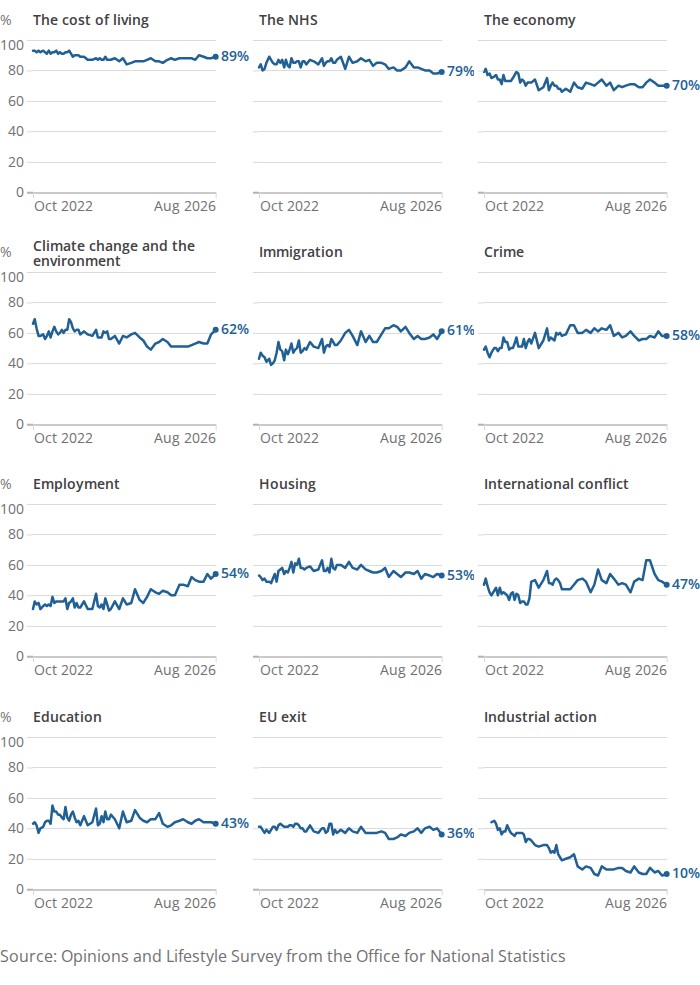 % The cost of living The NHS The economy
100
89% 79% 70%
80
60
40
20
0
Oct 2022 Aug 2026 Oct 2022 Aug 2026 Oct 2022 Aug 2026
% Climate change and the
environment Immigration Crime
100
80
62% 61% 58%
60
40
20
0
Oct 2022 Aug 2026 Oct 2022 Aug 2026 Oct 2022 Aug 2026
% Employment Housing International conflict
100
80
60
54% 53% 47%
40
20
0
Oct 2022 Aug 2026 Oct 2022 Aug 2026 Oct 2022 Aug 2026
% Education EU exit Industrial action
100
80
60
43% 36% 10%
40
20
0
Oct 2022 Aug 2026 Oct 2022 Aug 2026 Oct 2022 Aug 2026
Source: Opinions and Lifestyle Survey from the Office for National Statistics